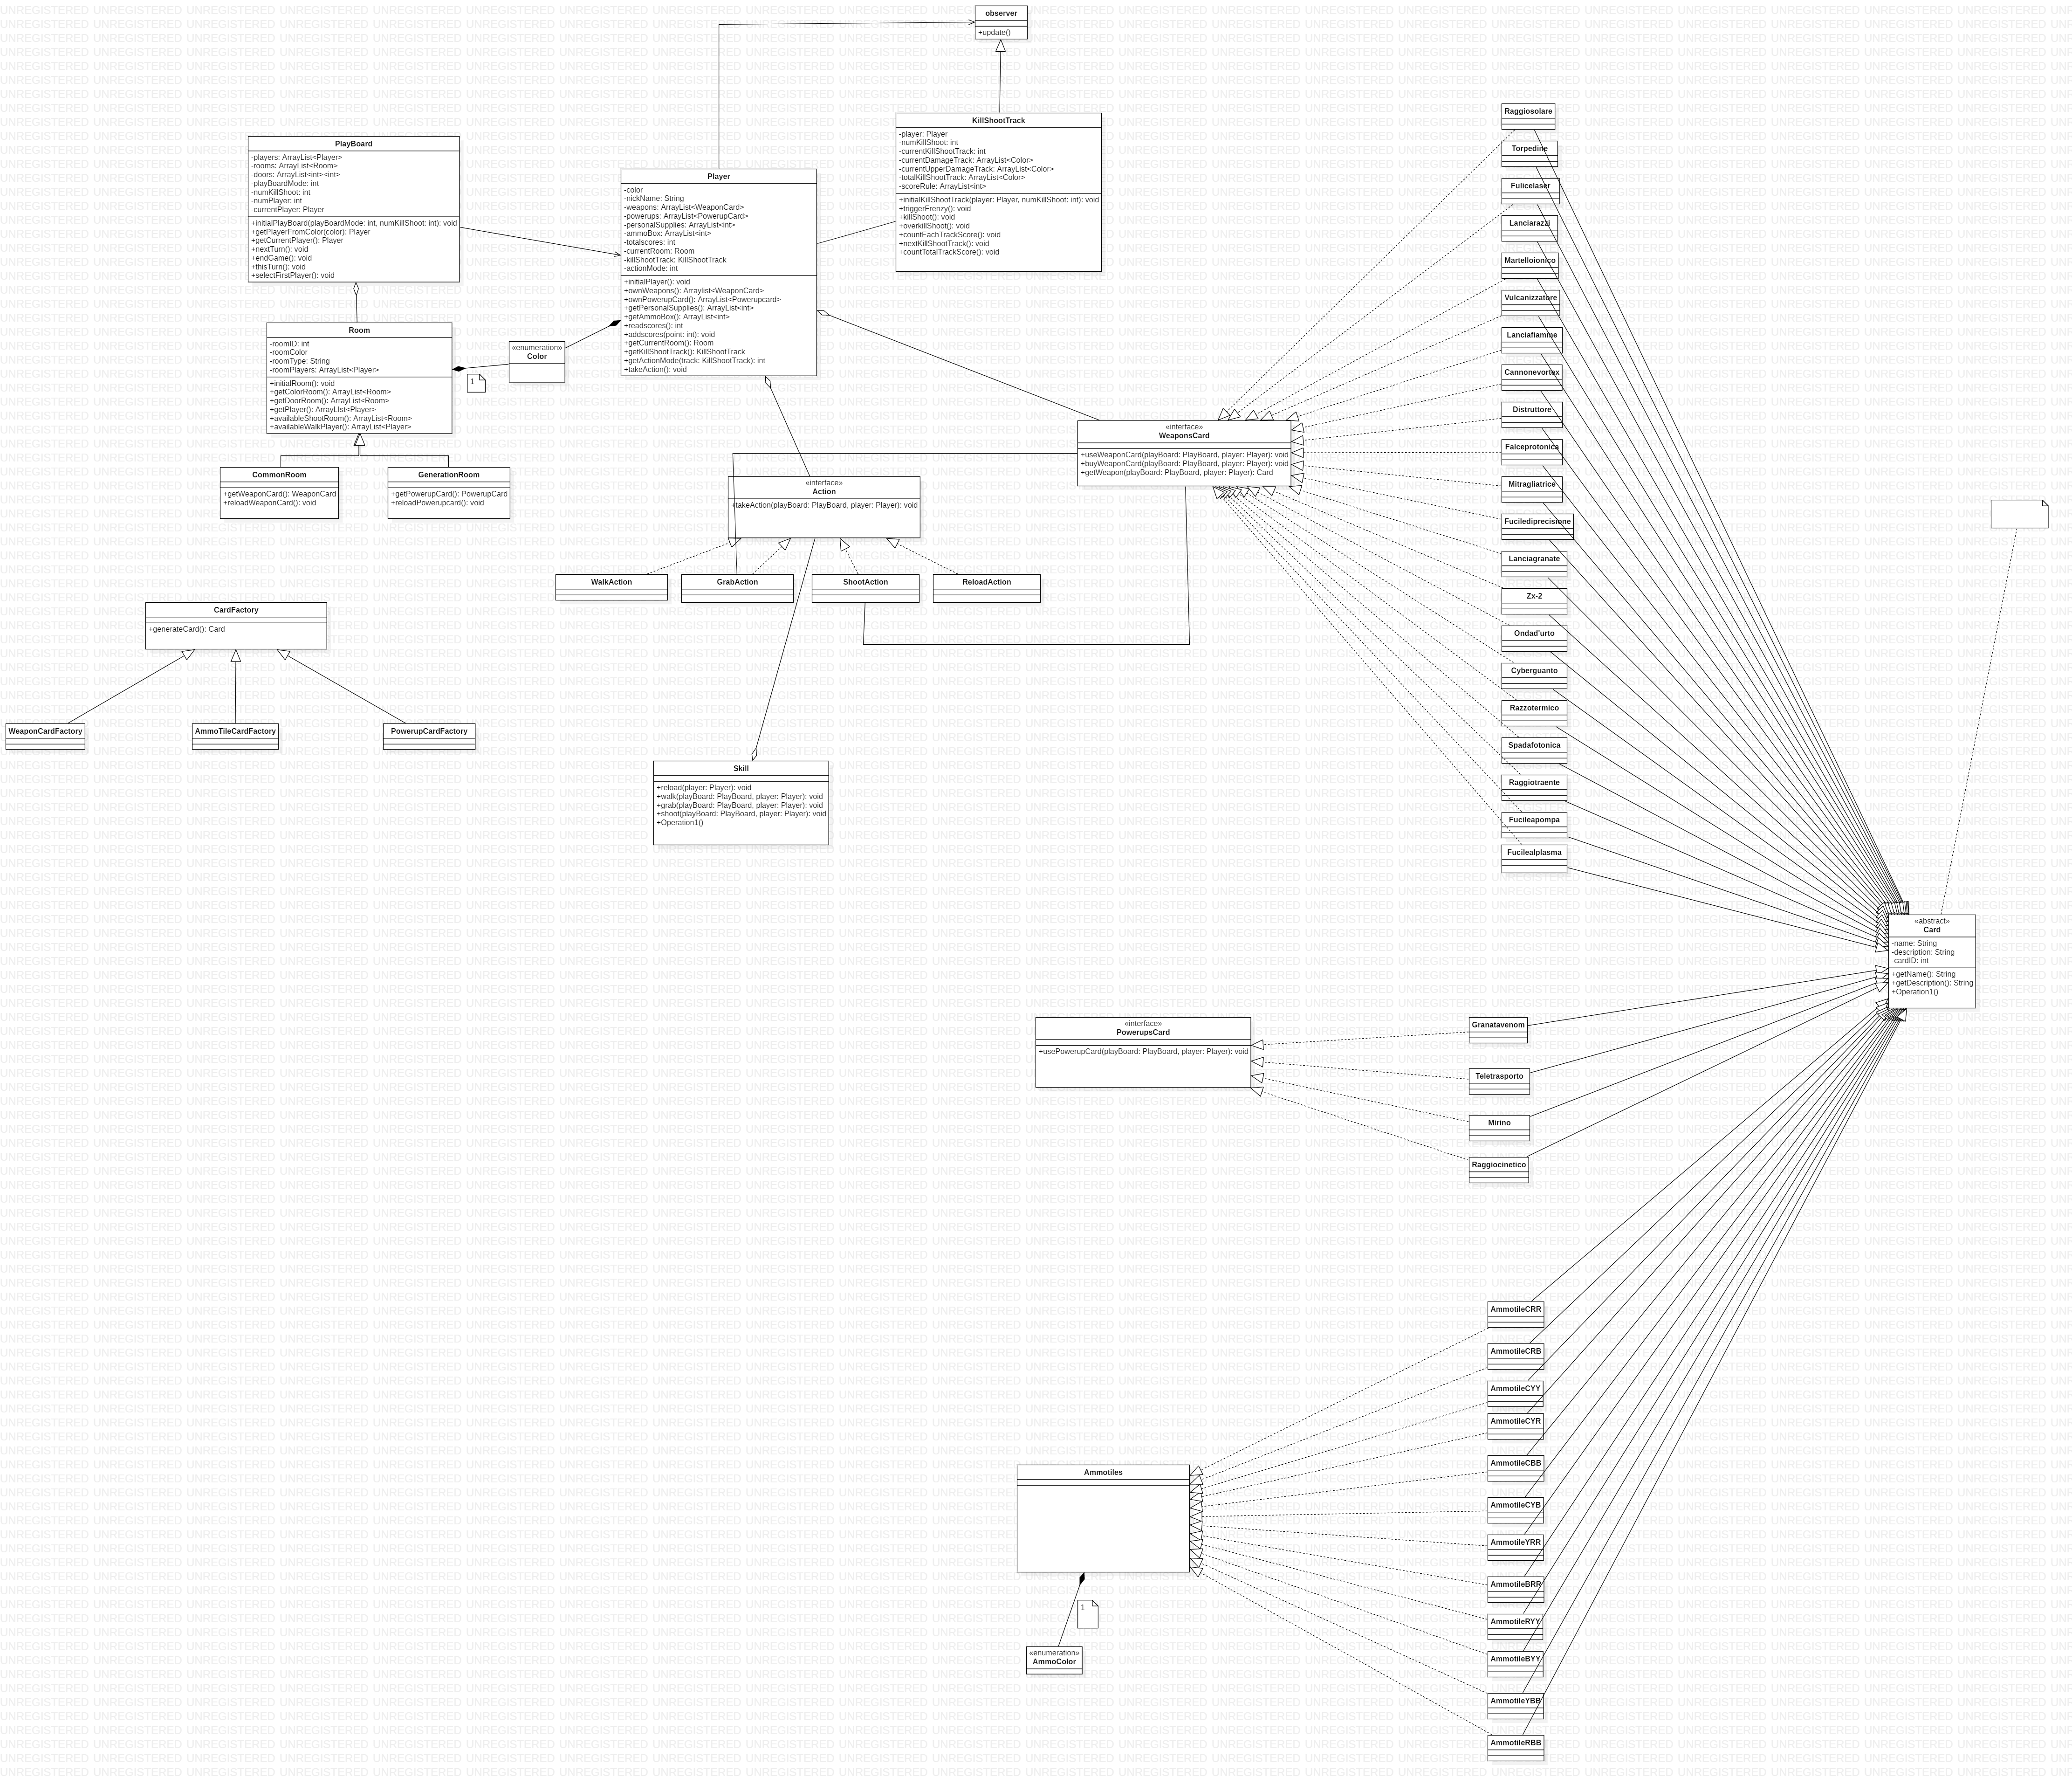 observer
+update()
KillShootTrack
-player: Player
-numKillShoot: int
-currentKillShootTrack: int
-currentDamageTrack: ArrayList<Color>
-currentUpperDamageTrack: ArrayList<Color>
-totalKillShootTrack: ArrayList<Color>
-scoreRule: ArrayList<int>
+initialKillShootTrack(player: Player, numKillShoot: int): void
+triggerFrenzy(): void
+killShoot(): void
+overkillShoot(): void
+countEachTrackScore(): void
+nextKillShootTrack(): void
+countTotalTrackScore(): void
PlayBoard
-players: ArrayList<Player>
-rooms: ArrayList<Room>
-doors: ArrayList<int><int>
-playBoardMode: int
-numKillShoot: int
-numPlayer: int
-currentPlayer: Player
+initialPlayBoard(playBoardMode: int, numKillShoot: int): void
+getPlayerFromColor(color): Player
+getCurrentPlayer(): Player
+nextTurn(): void
+endGame(): void
+thisTurn(): void
+selectFirstPlayer(): void
Player
-color
-nickName: String
-weapons: ArrayList<WeaponCard>
-powerups: ArrayList<PowerupCard>
-personalSupplies: ArrayList<int>
-ammoBox: ArrayList<int>
-totalscores: int
-currentRoom: Room
-killShootTrack: KillShootTrack
-actionMode: int
+initialPlayer(): void
+ownWeapons(): Arraylist<WeaponCard>
+ownPowerupCard(): ArrayList<Powerupcard>
+getPersonalSupplies(): ArrayList<int>
+getAmmoBox(): ArrayList<int>
+readscores(): int
+addscores(point: int): void
+getCurrentRoom(): Room
+getKillShootTrack(): KillShootTrack
+getActionMode(track: KillShootTrack): int
+takeAction(): void
Room
-roomID: int
-roomColor
-roomType: String
-roomPlayers: ArrayList<Player>
+initialRoom(): void
+getColorRoom(): ArrayList<Room>
+getDoorRoom(): ArrayList<Room>
+getPlayer(): ArrayLIst<Player>
+availableShootRoom(): ArrayList<Room>
+availableWalkPlayer(): ArrayList<Player>
«enumeration»
Color
1
CommonRoom
+getWeaponCard(): WeaponCard
+reloadWeaponCard(): void
GenerationRoom
+getPowerupCard(): PowerupCard
+reloadPowerupcard(): void
«interface»
WeaponsCard
+useWeaponCard(playBoard: PlayBoard, player: Player): void
+buyWeaponCard(playBoard: PlayBoard, player: Player): void
+getWeapon(playBoard: PlayBoard, player: Player): Card
«interface»
Action
+takeAction(playBoard: PlayBoard, player: Player): void
WalkAction
GrabAction
ShootAction
ReloadAction
CardFactory
+generateCard(): Card
WeaponCardFactory
AmmoTileCardFactory
PowerupCardFactory
Skill
+reload(player: Player): void
+walk(playBoard: PlayBoard, player: Player): void
+grab(playBoard: PlayBoard, player: Player): void
+shoot(playBoard: PlayBoard, player: Player): void
+Operation1()
Raggiosolare
Torpedine
Fulicelaser
Lanciarazzi
Martelloionico
Vulcanizzatore
Lanciafiamme
Cannonevortex
Distruttore
Falceprotonica
Mitragliatrice
Fucilediprecisione
Lanciagranate
Zx-2
Ondad'urto
Cyberguanto
Razzotermico
Spadafotonica
Raggiotraente
Fucileapompa
Fucilealplasma
«abstract»
Card
-name: String
-description: String
-cardID: int
+getName(): String
+getDescription(): String
+Operation1()
«interface»
PowerupsCard
+usePowerupCard(playBoard: PlayBoard, player: Player): void
Granatavenom
Teletrasporto
Mirino
Raggiocinetico
AmmotileCRR
AmmotileCRB
AmmotileCYY
AmmotileCYR
AmmotileCBB
AmmotileCYB
AmmotileYRR
AmmotileBRR
AmmotileRYY
AmmotileBYY
AmmotileYBB
AmmotileRBB
Ammotiles
1
«enumeration»
AmmoColor